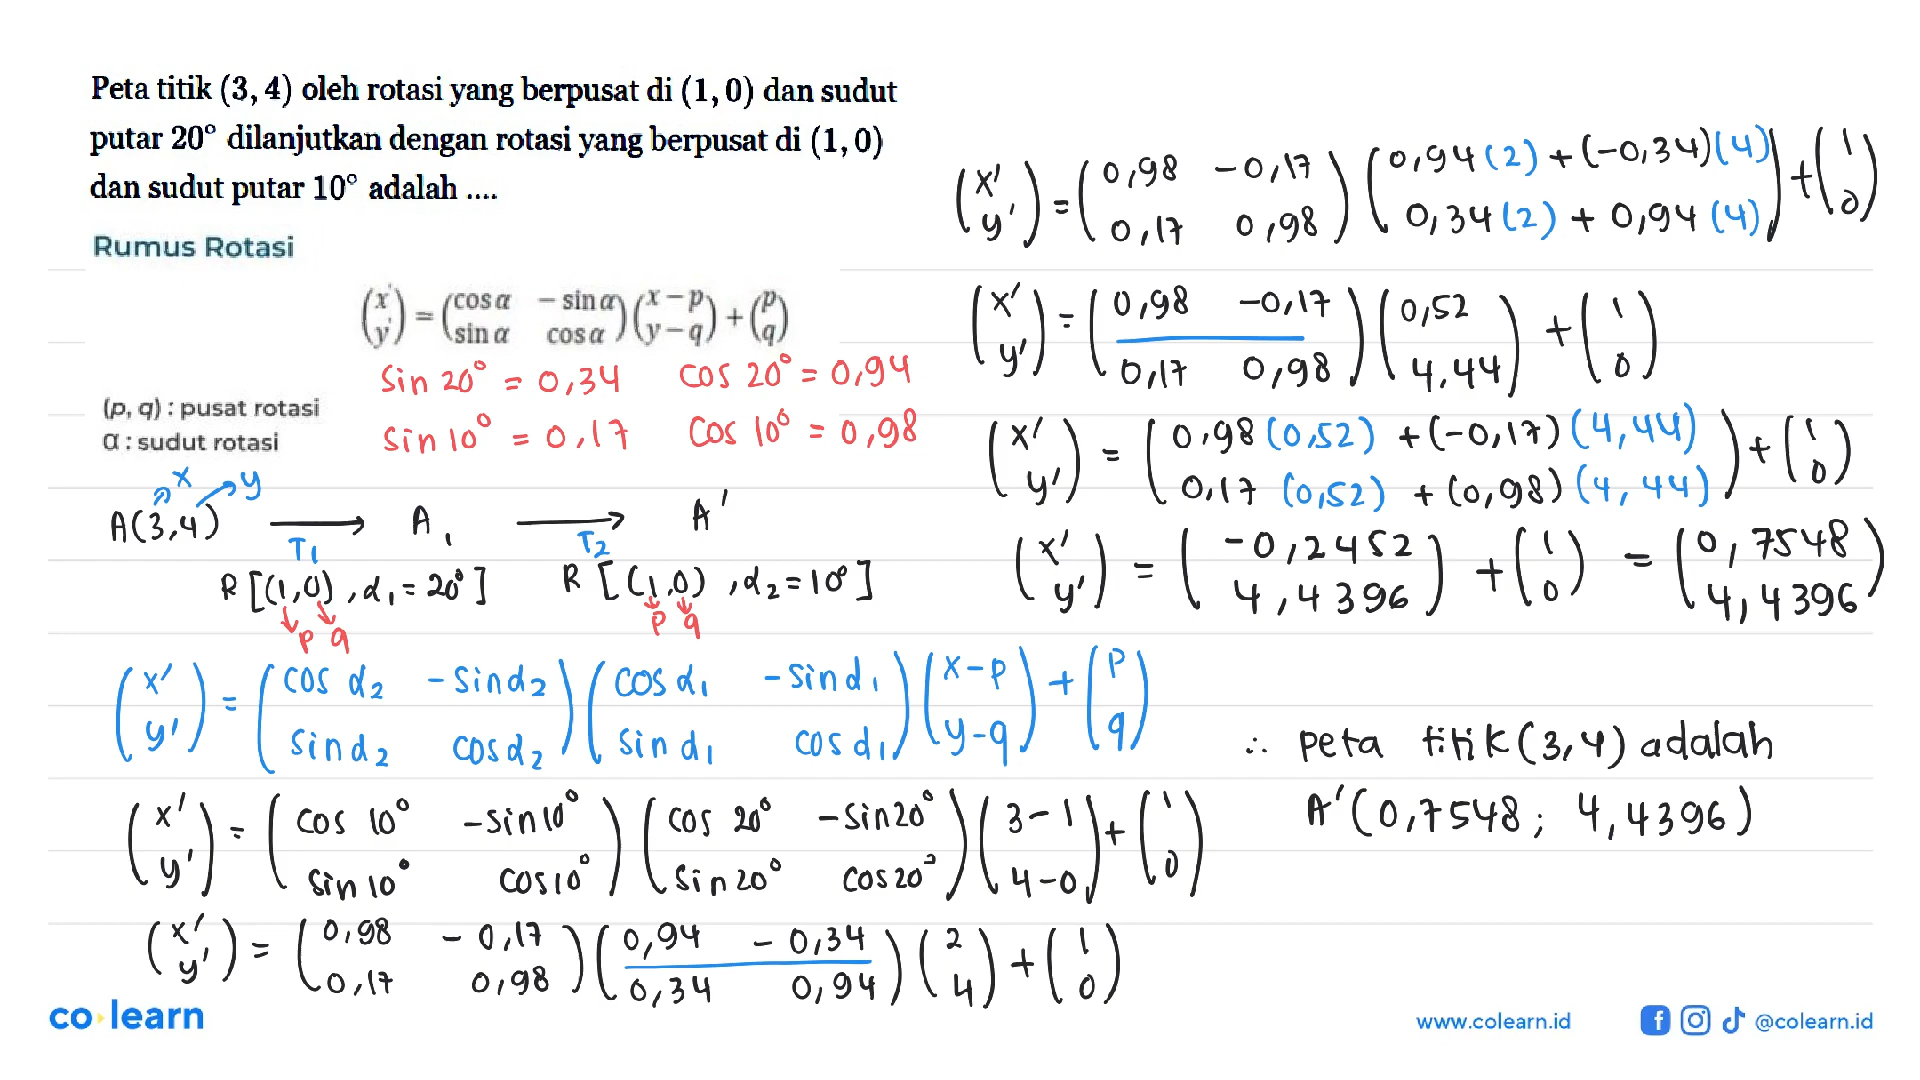 Peta titik (3, 4) oleh rotasi yang berpusat di (1, 0) dan sudut
putar 20° dilanjutkan dengan rotasi yang berpusat di (1, 0)
dan sudut putar 10° adalah ....
Rumus Rotasi
(x' y') = (cos α −sin α sin α cos α)(x−p y−q) + (p q)
sin 20° = 0,34 cos 20° = 0,94
(p, q) : pusat rotasi
sin 10° = 0,17 cos 10° = 0,98
α : sudut rotasi
x y
A(3,4) → A₁ → A'
T₁ T₂
R[(1,0), α₁ = 20°] R[(1,0), α₂ = 10°]
p q p q
(x' y') = (cos α₂ −sin α₂ sin α₂ cos α₂)(cos α₁ −sin α₁ sin α₁ cos α₁)(x−p y−q) + (p q)
(x' y') = (cos 10° −sin 10° sin 10° cos 10°)(cos 20° −sin 20° sin 20° cos 20°)(3−1 4−0) + (1 0)
(x' y') = (0,98 −0,17 0,17 0,98)(0,94 −0,34 0,34 0,94)(2 4) + (1 0)
(x' y') = (0,98 −0,17 0,17 0,98)(0,94(2) + (−0,34)(4) 0,34(2) + 0,94(4)) + (1 0)
(x' y') = (0,98 −0,17 0,17 0,98)(0,52 4,44) + (1 0)
(x' y') = (0,98(0,52) + (−0,17)(4,44) 0,17(0,52) + (0,98)(4,44)) + (1 0)
(x' y') = (−0,2452 4,4396) + (1 0) = (0,7548 4,4396)
∴ peta titik (3,4) adalah
A'(0,7548; 4,4396)
co learn
www.colearn.id
@colearn.id